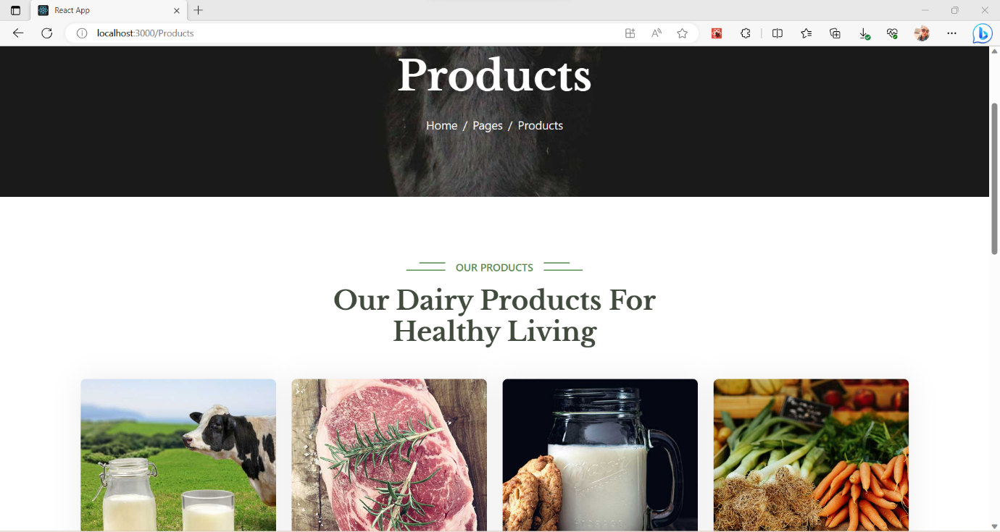 React App
localhost:3000/Products
Products
Home / Pages / Products
OUR PRODUCTS
Our Dairy Products For
Healthy Living